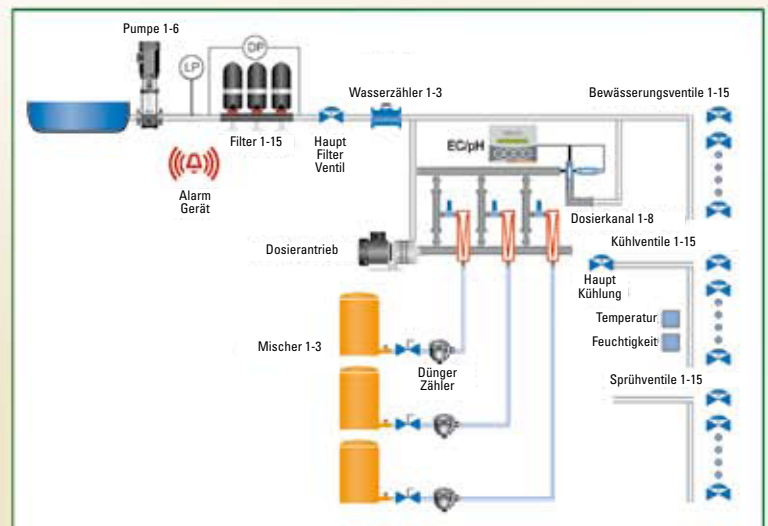 Pumpe 1-6
LP
DP
Wasserzähler 1-3
Bewässerungsventile 1-15
Filter 1-15
Haupt
Filter
Ventil
EC/pH
Alarm
Gerät
Dosierkanal 1-8
Dosierantrieb
Kühlventile 1-15
Haupt
Kühlung
Temperatur
Feuchtigkeit
Mischer 1-3
Dünger
Zähler
Sprühventile 1-15